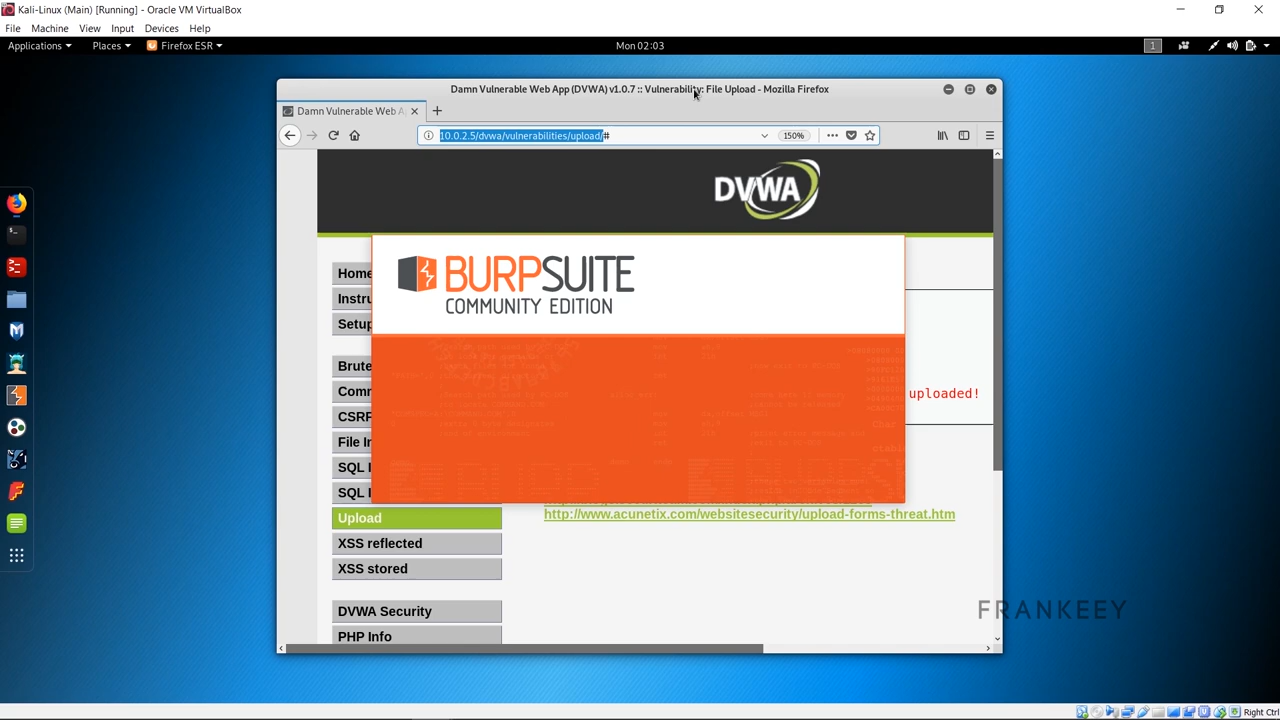 Kali-Linux (Main) [Running] - Oracle VM VirtualBox
File Machine View Input Devices Help
Applications Places Firefox ESR Mon 02:03 1
Damn Vulnerable Web App (DVWA) v1.0.7 :: Vulnerability: File Upload - Mozilla Firefox
Damn Vulnerable Web A
10.0.2.5/dvwa/vulnerabilities/upload/# 150%
DVWA
BURPSUITE
COMMUNITY EDITION
Home
Instru
Setup
Brute
Comm
CSRF
uploaded!
File In
SQL I
SQL I
Upload
http://www.acunetix.com/websitesecurity/upload-forms-threat.htm
XSS reflected
XSS stored
DVWA Security
PHP Info
FRANKEEY
Right Ctrl